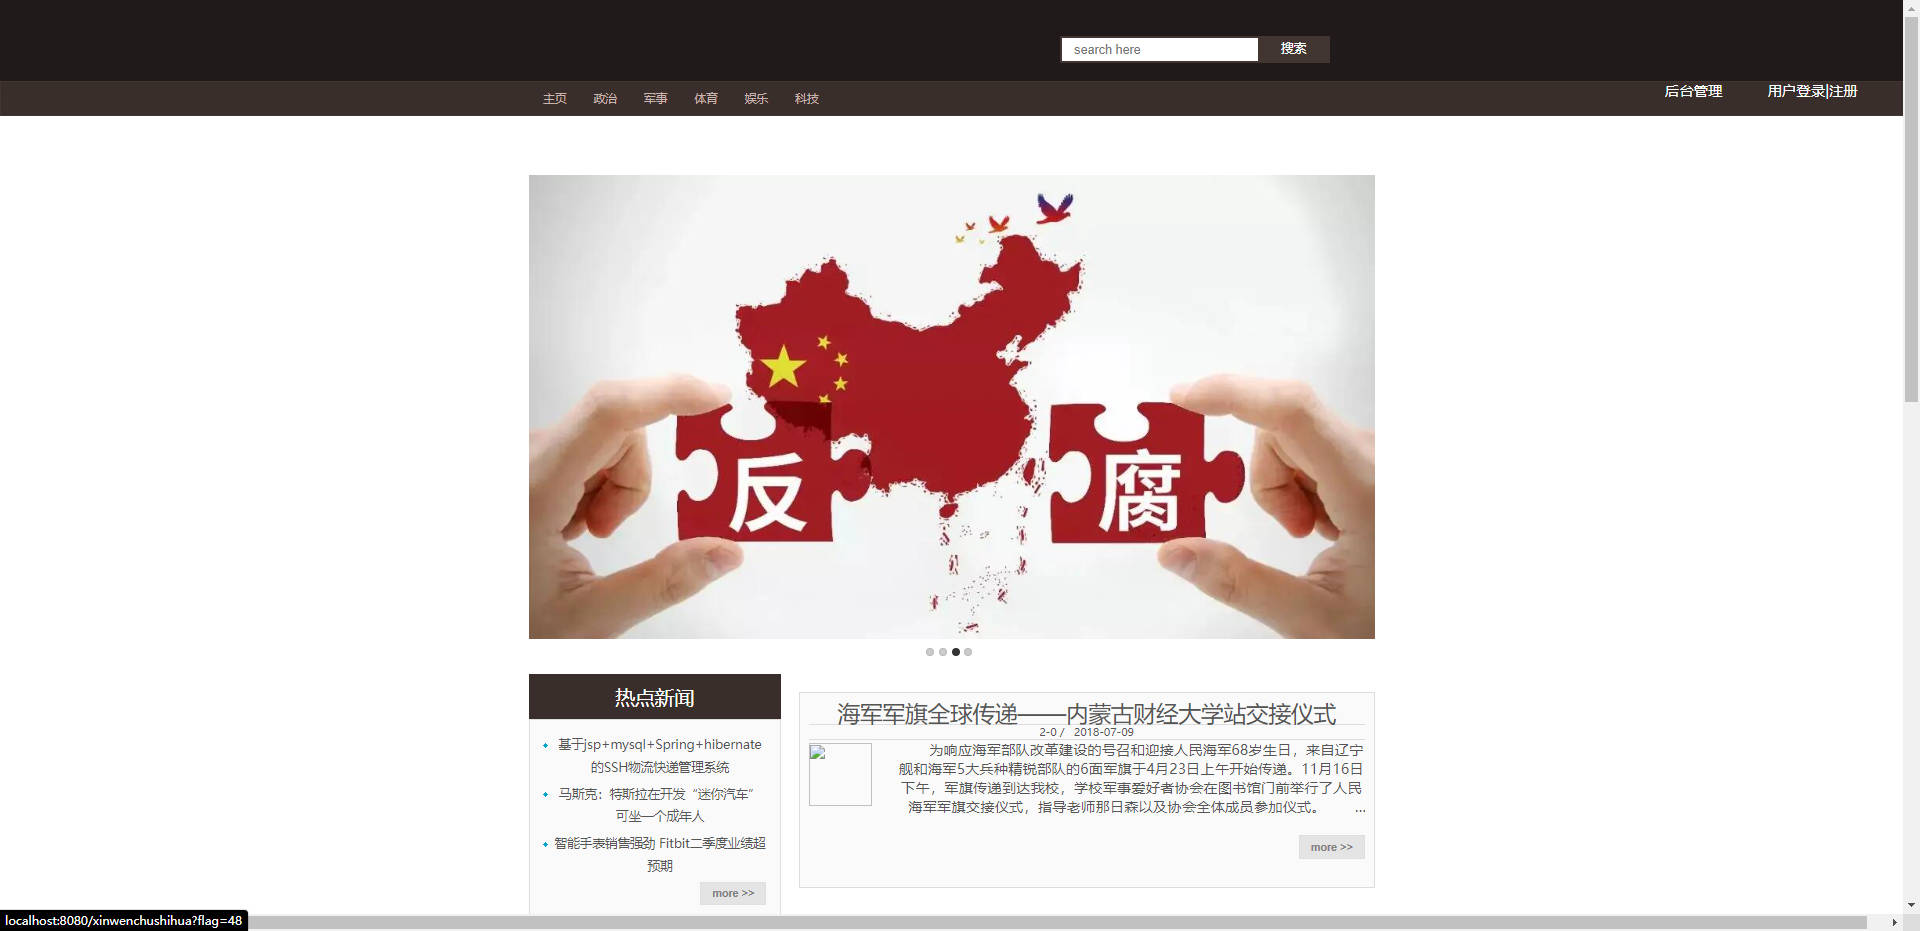 search here
搜索
主页
政治
军事
体育
娱乐
科技
后台管理
用户登录|注册
反
腐
热点新闻
基于jsp+mysql+Spring+hibernate
的SSH物流快递管理系统
马斯克：特斯拉在开发“迷你汽车”
可坐一个成年人
智能手表销售强劲 Fitbit二季度业绩超
预期
more >>
海军军旗全球传递——内蒙古财经大学站交接仪式
2-0 / 2018-07-09
为响应海军部队改革建设的号召和迎接人民海军68岁生日，来自辽宁
舰和海军5大兵种精锐部队的6面军旗于4月23日上午开始传递。11月16日
下午，军旗传递到达我校，学校军事爱好者协会在图书馆门前举行了人民
海军军旗交接仪式，指导老师那日森以及协会全体成员参加仪式。 ...
more >>
localhost:8080/xinwenchushihua?flag=48